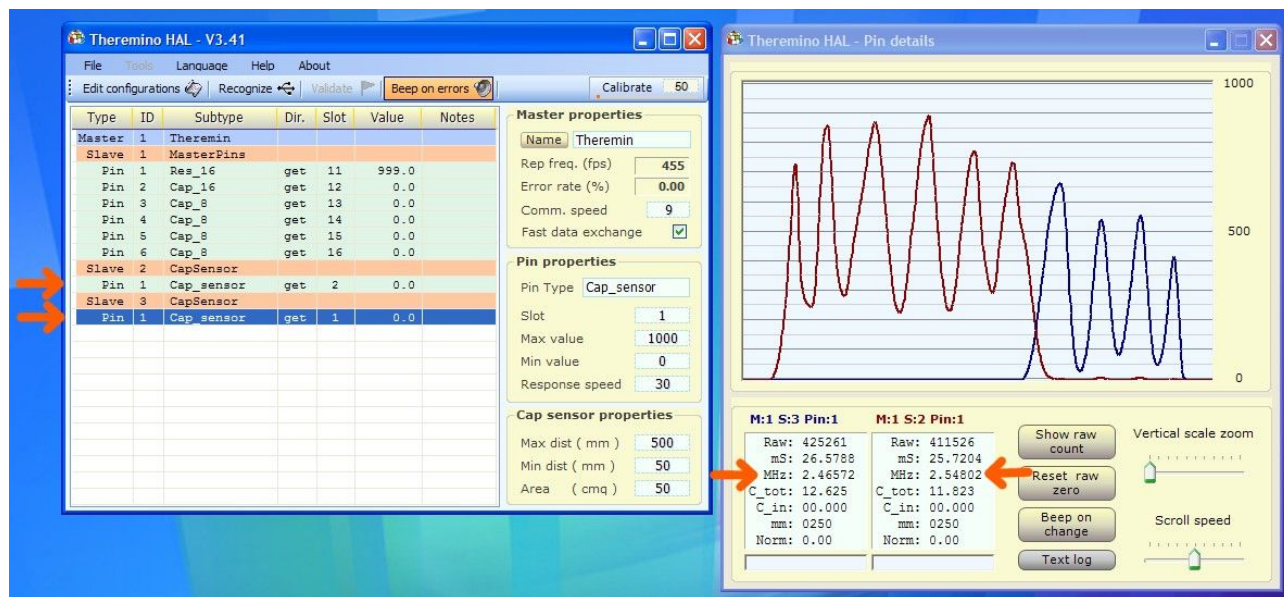 Theremino HAL - V3.41
File Tools Language Help About
Edit configurations Recognize Validate Beep on errors Calibrate 50
Type ID Subtype Dir. Slot Value Notes
Master 1 Theremin
Slave 1 MasterPins
Pin 1 Res_16 get 11 999.0
Pin 2 Cap_16 get 12 0.0
Pin 3 Cap_8 get 13 0.0
Pin 4 Cap_8 get 14 0.0
Pin 5 Cap_8 get 15 0.0
Pin 6 Cap_8 get 16 0.0
Slave 2 CapSensor
Pin 1 Cap_sensor get 2 0.0
Slave 3 CapSensor
Pin 1 Cap_sensor get 1 0.0
Master properties
Name Theremin
Rep freq. (fps) 455
Error rate (%) 0.00
Comm. speed 9
Fast data exchange
Pin properties
Pin Type Cap_sensor
Slot 1
Max value 1000
Min value 0
Response speed 30
Cap sensor properties
Max dist ( mm ) 500
Min dist ( mm ) 50
Area ( cmq ) 50
Theremino HAL - Pin details
1000
500
0
M:1 S:3 Pin:1
Raw: 425261
mS: 26.5788
MHz: 2.46572
C_tot: 12.625
C_in: 00.000
mm: 0250
Norm: 0.00
M:1 S:2 Pin:1
Raw: 411526
mS: 25.7204
MHz: 2.54802
C_tot: 11.823
C_in: 00.000
mm: 0250
Norm: 0.00
Show raw
count
Reset raw
zero
Beep on
change
Text log
Vertical scale zoom
Scroll speed